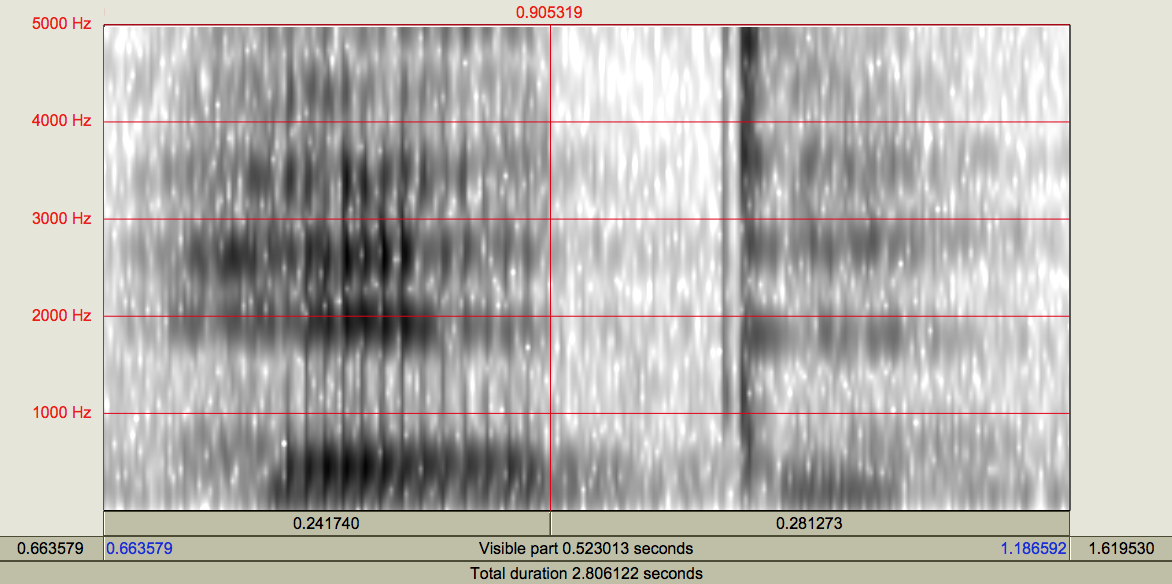 0.905319
5000 Hz
4000 Hz
3000 Hz
2000 Hz
1000 Hz
0.241740 0.281273
0.663579 0.663579 Visible part 0.523013 seconds 1.186592 1.619530
Total duration 2.806122 seconds